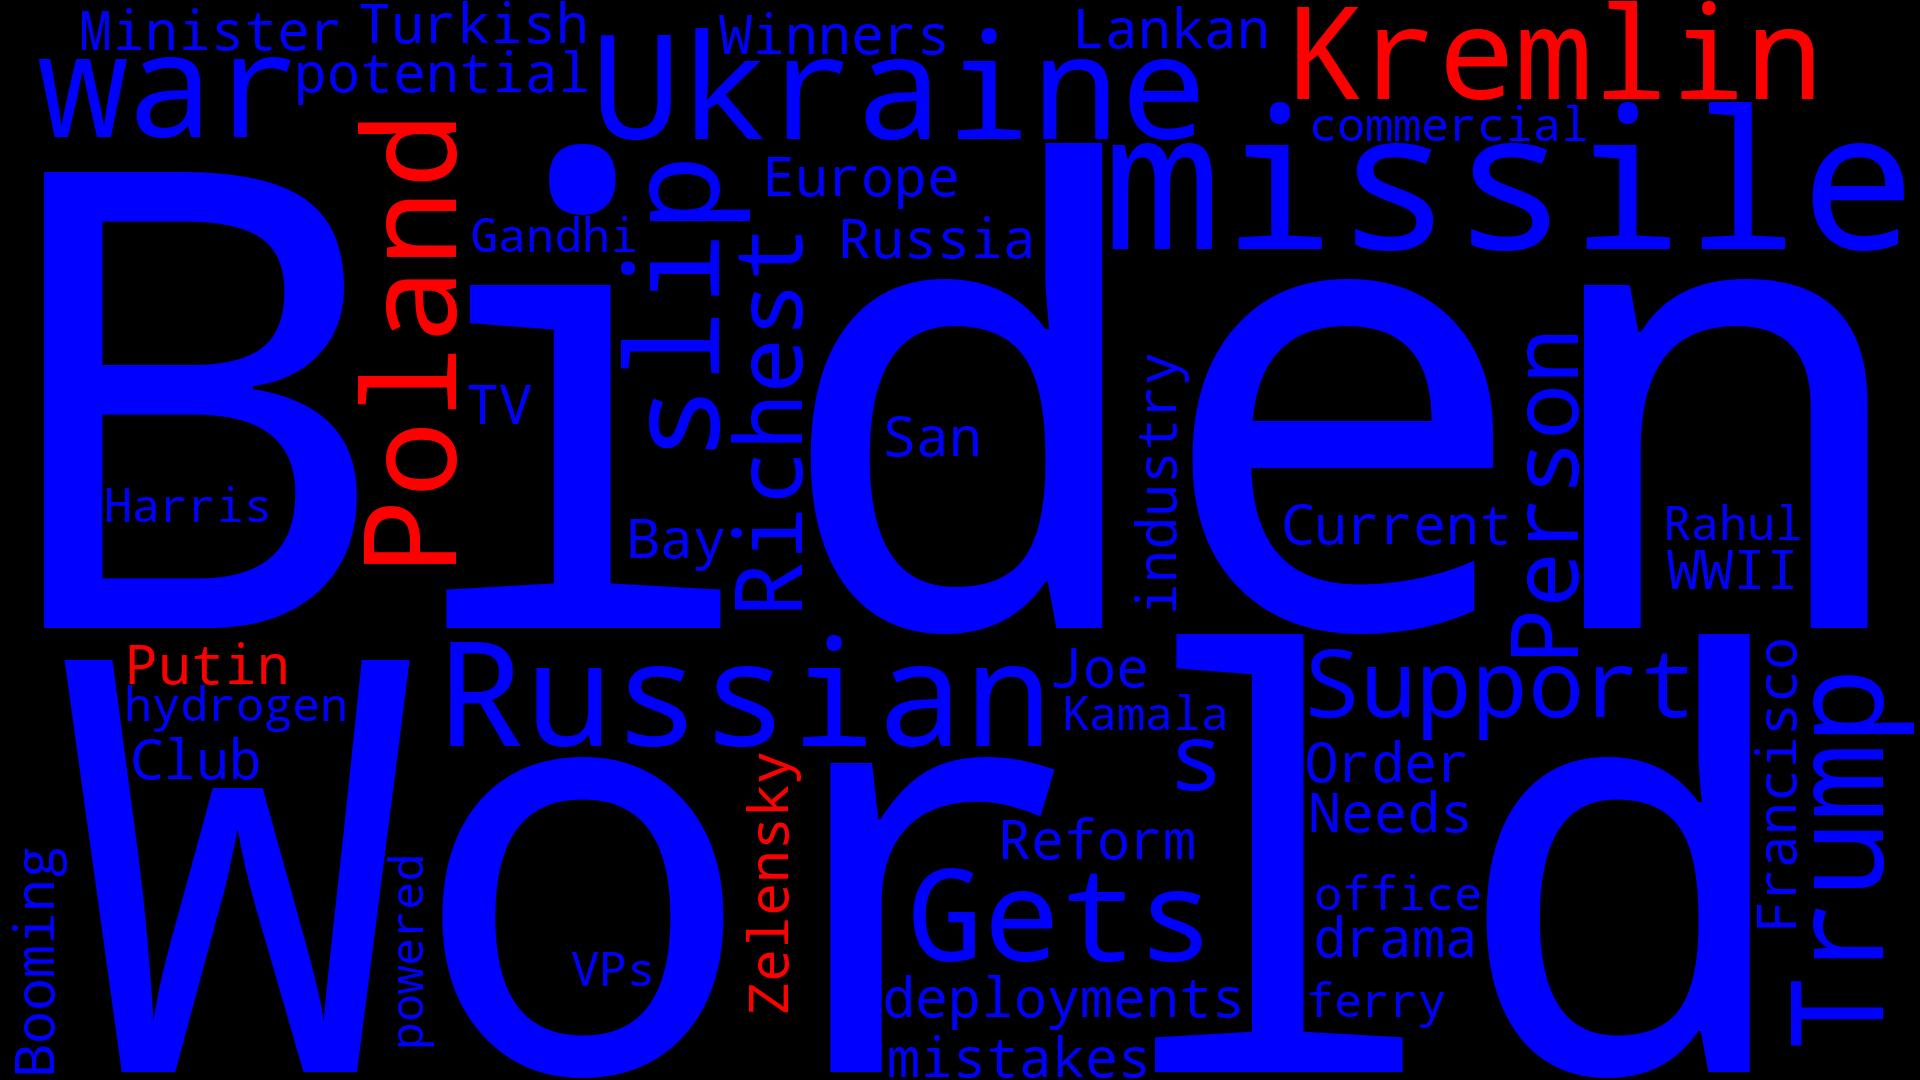 Minister
Turkish
Winners
Lankan
Kremlin
war
potential
Ukraine
commercial
missile
Poland
slip
Europe
Gandhi
Russia
Richest
Biden
TV
San
industry
Person
Harris
Bay
Current
Rahul
WWII
Putin
hydrogen
Club
Russian
Joe
Kamala
s
Support
Francisco
Trump
Order
Needs
World
Zelensky
Reform
Gets
office
drama
Booming
powered
VPs
deployments
ferry
mistakes